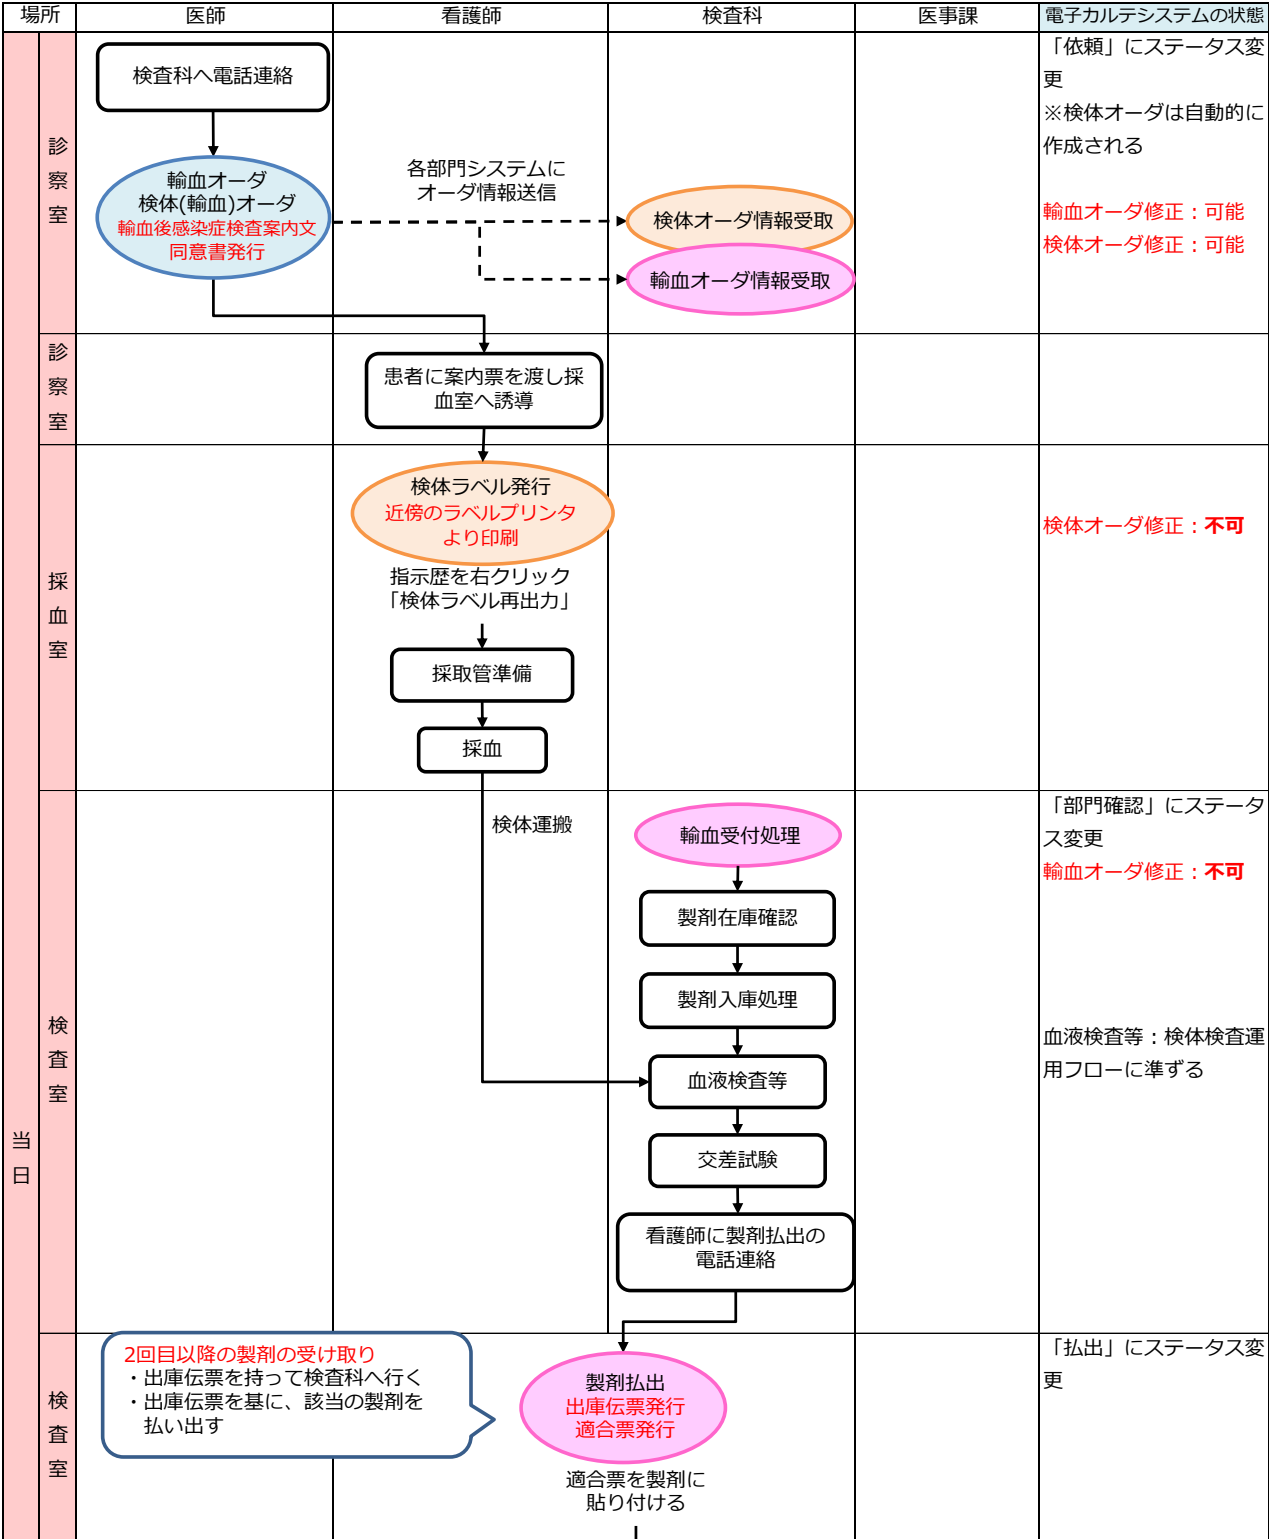 場所
医師
看護師
検査科
医事課
電子カルテシステムの状態
当日
診察室
検査科へ電話連絡
輸血オーダ
検体(輸血)オーダ
輸血後感染症検査案内文
同意書発行
各部門システムに
オーダ情報送信
検体オーダ情報受取
輸血オーダ情報受取
「依頼」にステータス変
更
※検体オーダは自動的に
作成される
輸血オーダ修正：可能
検体オーダ修正：可能
診察室
患者に案内票を渡し採
血室へ誘導
採血室
検体ラベル発行
近傍のラベルプリンタ
より印刷
指示歴を右クリック
「検体ラベル再出力」
採取管準備
採血
検体オーダ修正：不可
検査室
検体運搬
輸血受付処理
製剤在庫確認
製剤入庫処理
血液検査等
交差試験
看護師に製剤払出の
電話連絡
「部門確認」にステータ
ス変更
輸血オーダ修正：不可
血液検査等：検体検査運
用フローに準ずる
検査室
2回目以降の製剤の受け取り
・出庫伝票を持って検査科へ行く
・出庫伝票を基に、該当の製剤を
払い出す
製剤払出
出庫伝票発行
適合票発行
適合票を製剤に
貼り付ける
「払出」にステータス変
更